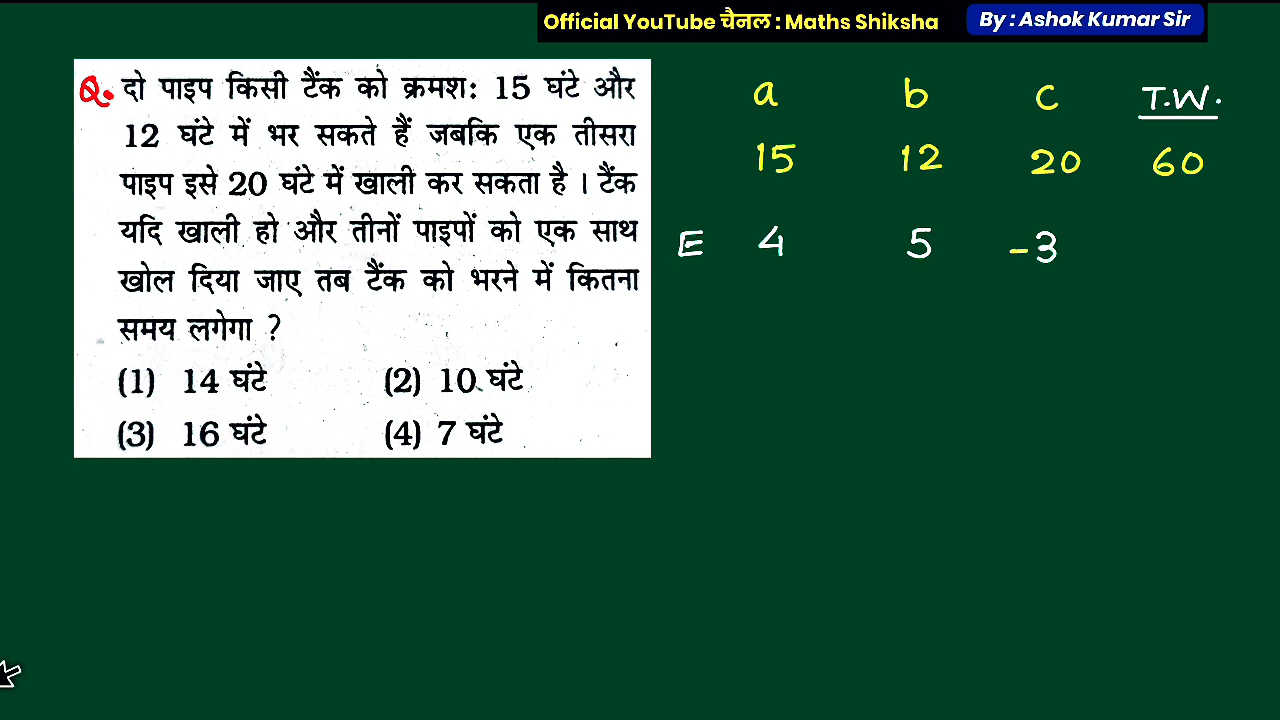 Official YouTube चैनल : Maths Shiksha By : Ashok Kumar Sir
Q. दो पाइप किसी टैंक को क्रमश: 15 घंटे और
12 घंटे में भर सकते हैं जबकि एक तीसरा
पाइप इसे 20 घंटे में खाली कर सकता है । टैंक
यदि खाली हो और तीनों पाइपों को एक साथ
खोल दिया जाए तब टैंक को भरने में कितना
समय लगेगा ?
(1) 14 घंटे (2) 10 घंटे
(3) 16 घंटे (4) 7 घंटे
a b c T.W.
15 12 20 60
E 4 5 -3